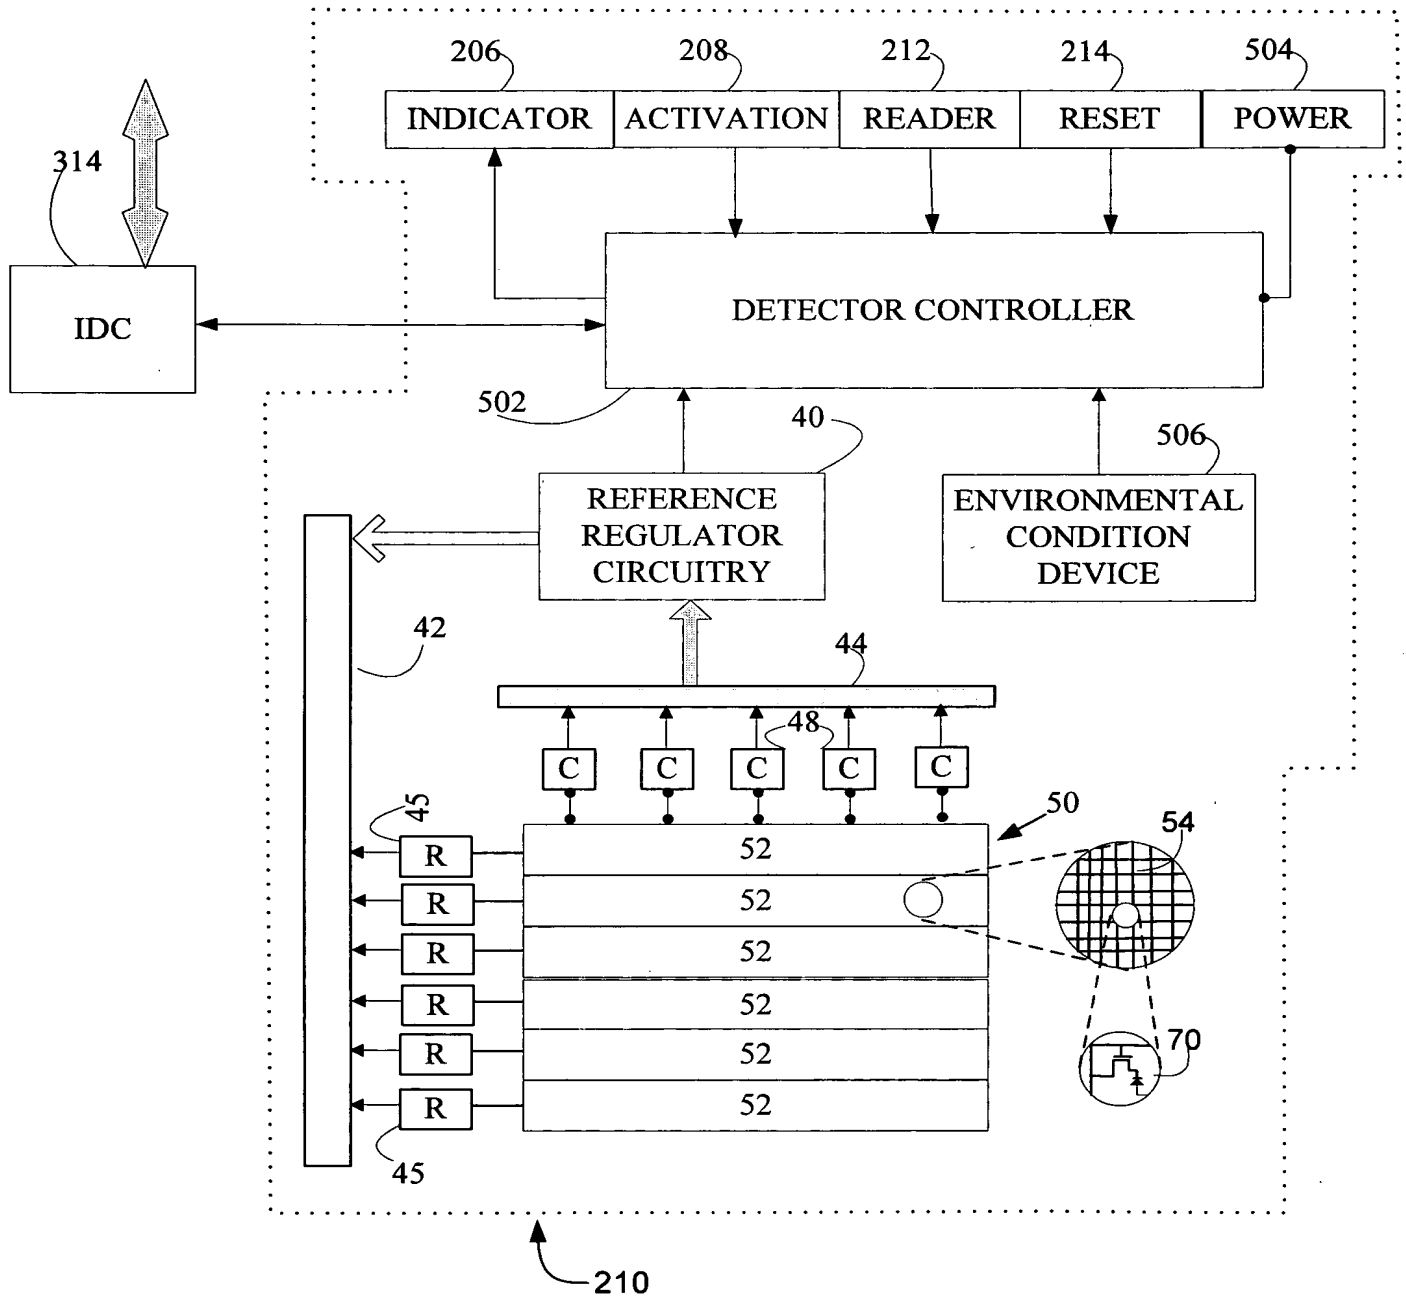 206 208 212 214 504
INDICATOR ACTIVATION READER RESET POWER
314
IDC
DETECTOR CONTROLLER
502
40
506
REFERENCE
REGULATOR
CIRCUITRY
ENVIRONMENTAL
CONDITION
DEVICE
42
44
48
C C C C C
50
45
54
R 52
R 52
R 52
R 52
R 52
R 52
70
45
210